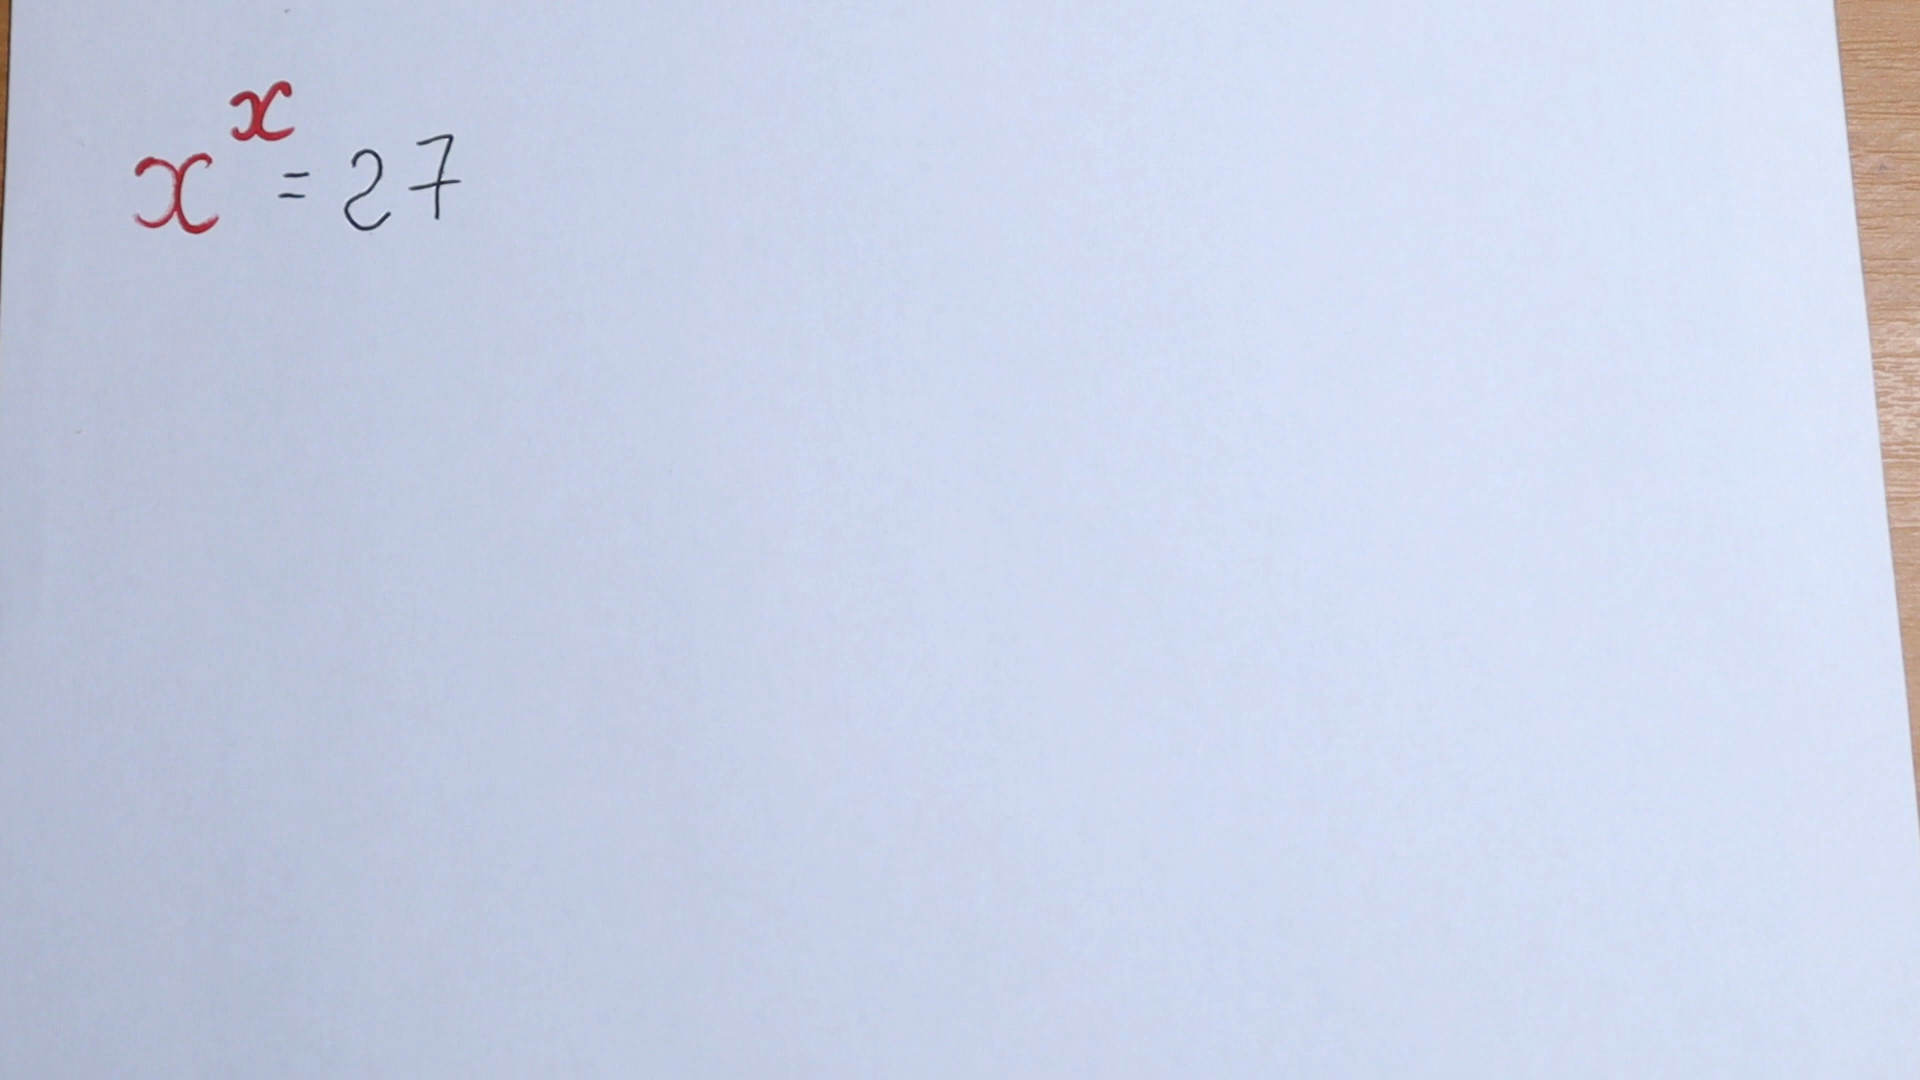 x^x = 27